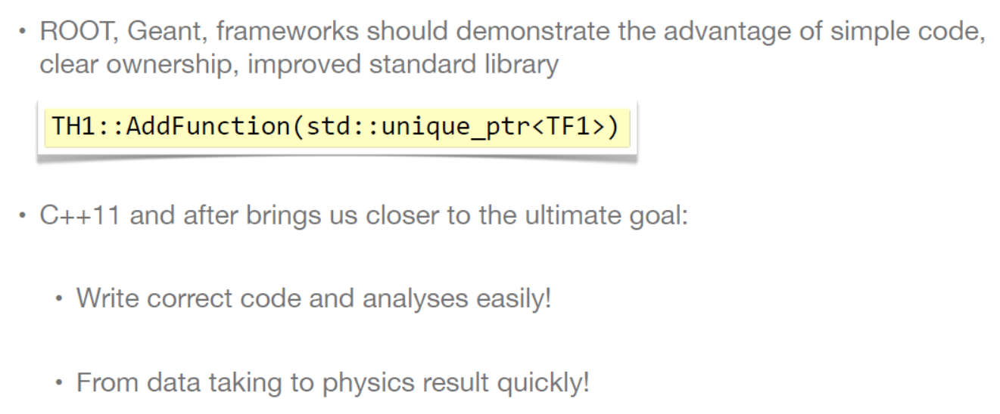 • ROOT, Geant, frameworks should demonstrate the advantage of simple code,
clear ownership, improved standard library
TH1::AddFunction(std::unique_ptr<TF1>)
• C++11 and after brings us closer to the ultimate goal:
• Write correct code and analyses easily!
• From data taking to physics result quickly!